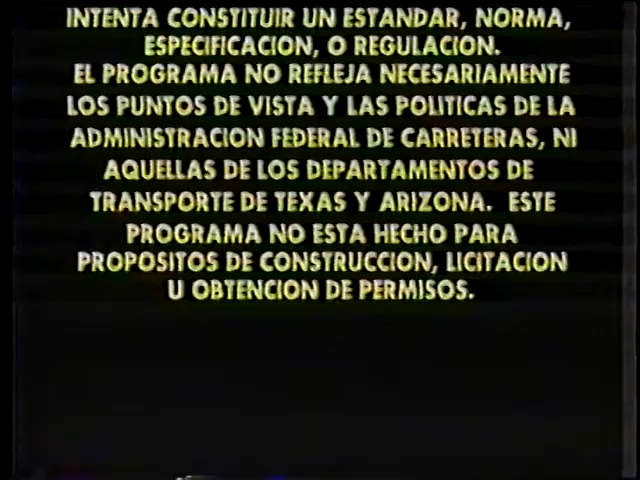 INTENTA CONSTITUIR UN ESTANDAR, NORMA,
ESPECIFICACION, O REGULACION.
EL PROGRAMA NO REFLEJA NECESARIAMENTE
LOS PUNTOS DE VISTA Y LAS POLITICAS DE LA
ADMINISTRACION FEDERAL DE CARRETERAS, NI
AQUELLAS DE LOS DEPARTAMENTOS DE
TRANSPORTE DE TEXAS Y ARIZONA. ESTE
PROGRAMA NO ESTA HECHO PARA
PROPOSITOS DE CONSTRUCCION, LICITACION
U OBTENCION DE PERMISOS.